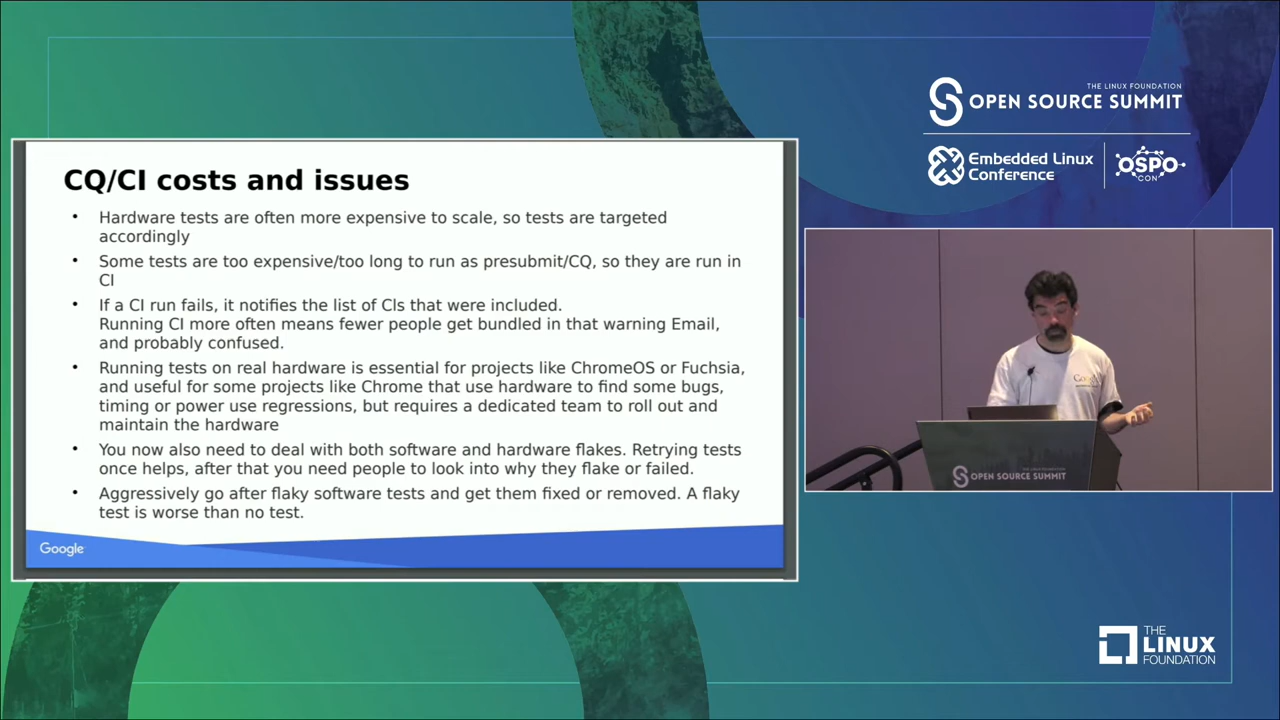 THE LINUX FOUNDATION
OPEN SOURCE SUMMIT
Embedded Linux
Conference
OSPO
CON
CQ/CI costs and issues
• Hardware tests are often more expensive to scale, so tests are targeted
accordingly
• Some tests are too expensive/too long to run as presubmit/CQ, so they are run in
CI
• If a CI run fails, it notifies the list of Cls that were included.
Running CI more often means fewer people get bundled in that warning Email,
and probably confused.
• Running tests on real hardware is essential for projects like ChromeOS or Fuchsia,
and useful for some projects like Chrome that use hardware to find some bugs,
timing or power use regressions, but requires a dedicated team to roll out and
maintain the hardware
• You now also need to deal with both software and hardware flakes. Retrying tests
once helps, after that you need people to look into why they flake or failed.
• Aggressively go after flaky software tests and get them fixed or removed. A flaky
test is worse than no test.
Google
OPEN SOURCE SUMMIT
THE
LINUX
FOUNDATION